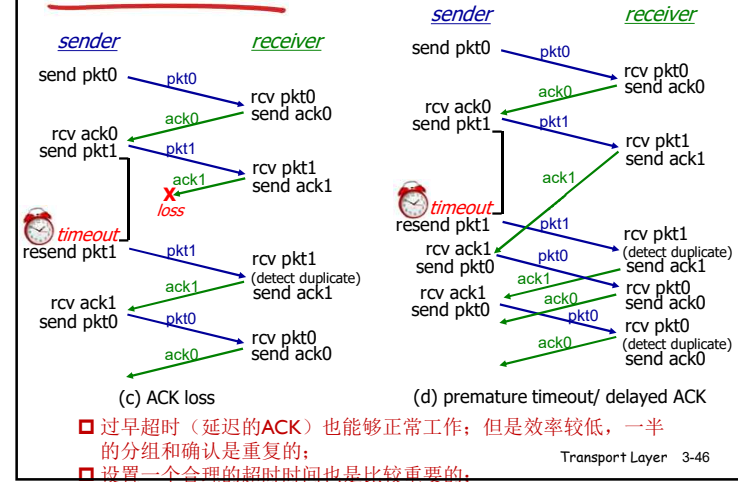 sender
receiver
send pkt0
pkt0
rcv pkt0
send ack0
ack0
rcv ack0
send pkt1
pkt1
rcv pkt1
send ack1
ack1
X
loss
timeout
resend pkt1
pkt1
rcv pkt1
(detect duplicate)
send ack1
ack1
rcv ack1
send pkt0
pkt0
rcv pkt0
send ack0
ack0
(c) ACK loss
sender
receiver
send pkt0
pkt0
rcv pkt0
send ack0
ack0
rcv ack0
send pkt1
pkt1
rcv pkt1
send ack1
ack1
timeout
resend pkt1
pkt1
rcv pkt1
(detect duplicate)
send ack1
rcv ack1
send pkt0
pkt0
ack1
rcv pkt0
send ack0
ack0
rcv ack1
send pkt0
pkt0
rcv pkt0
(detect duplicate)
send ack0
ack0
(d) premature timeout/ delayed ACK
过早超时（延迟的ACK）也能够正常工作；但是效率较低，一半
的分组和确认是重复的；
设置一个合理的超时时间也是比较重要的；
Transport Layer 3-46